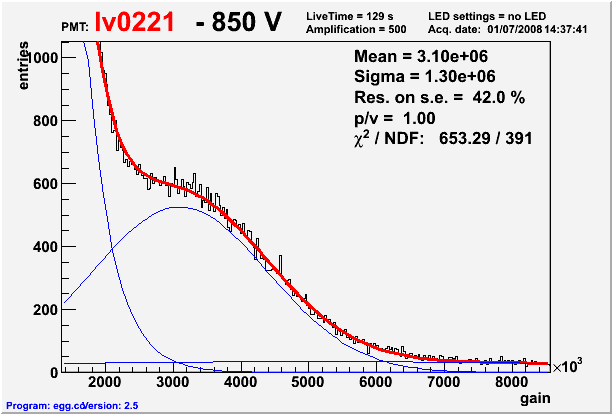 PMT: lv0221 - 850 V LiveTime = 129 s LED settings = no LED
Amplification = 500 Acq. date: 01/07/2008 14:37:41
entries
Mean = 3.10e+06
Sigma = 1.30e+06
Res. on s.e. = 42.0 %
p/v = 1.00
χ² / NDF: 653.29 / 391
1000
800
600
400
200
0
2000 3000 4000 5000 6000 7000 8000 ×10³
gain
Program: egg.cc Version: 2.5